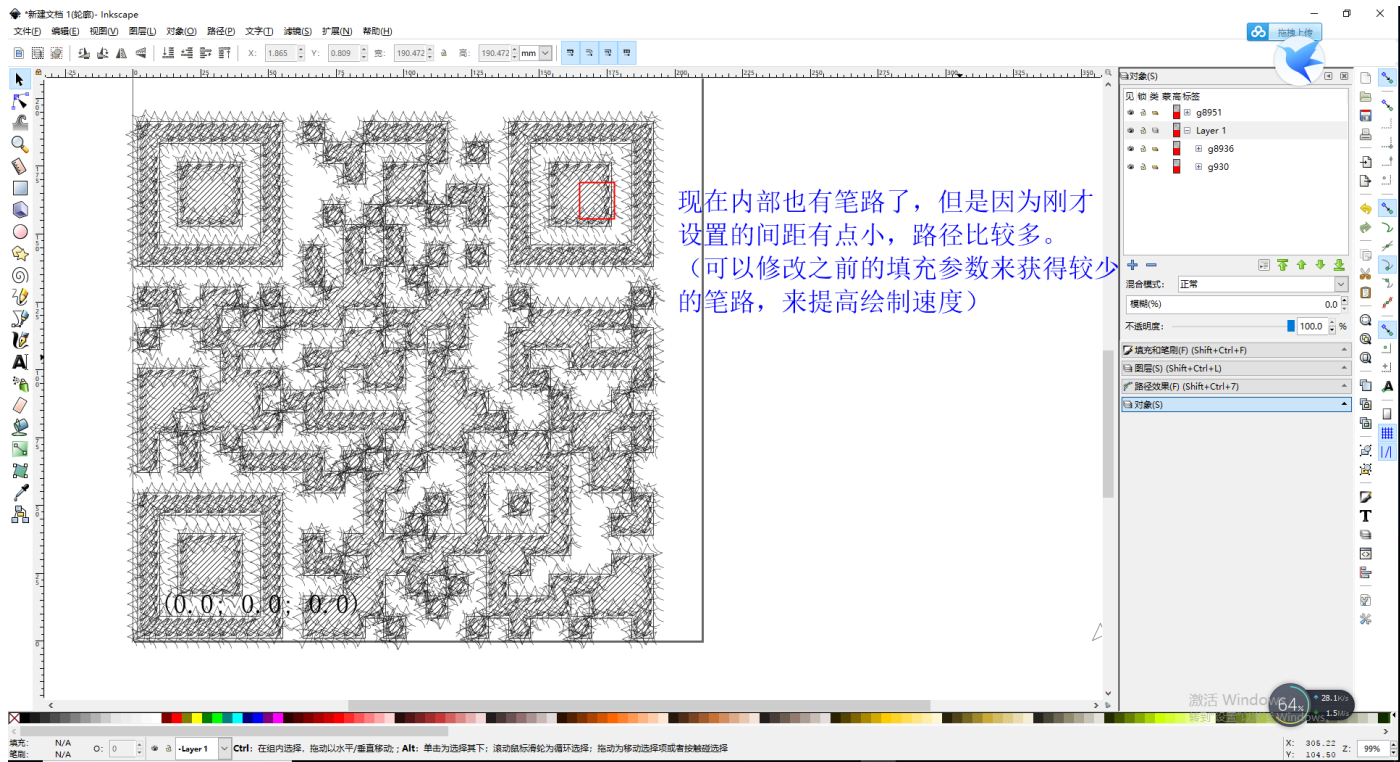 *新建文档 1(轮廓)- Inkscape
文件(F) 编辑(E) 视图(V) 图层(L) 对象(O) 路径(P) 文字(T) 滤镜(S) 扩展(N) 帮助(H)
拖拽上传
X: 1.865 Y: 0.809 宽: 190.472 高: 190.472 mm
对象(S)
见 锁 类 蒙高标签
g8951
Layer 1
g8936
g930
现在内部也有笔路了，但是因为刚才
设置的间距有点小，路径比较多。
（可以修改之前的填充参数来获得较少
的笔路，来提高绘制速度）
混合模式: 正常
模糊(%) 0.0
不透明度: 100.0 %
填充和笔刷(F) (Shift+Ctrl+F)
图层(S) (Shift+Ctrl+L)
路径效果(F) (Shift+Ctrl+7)
对象(S)
(0.0; 0.0; 0.0)
激活 Windows
64%
28.1K/s
1.5M/s
填充: N/A
笔刷: N/A
O: 0
Layer 1
Ctrl: 在组内选择，拖动以水平/垂直移动; ; Alt: 单击为选择其下；滚动鼠标滑轮为循环选择；拖动为移动选项或者按触碰选择
X: 305.22
Y: 104.50
Z: 99%